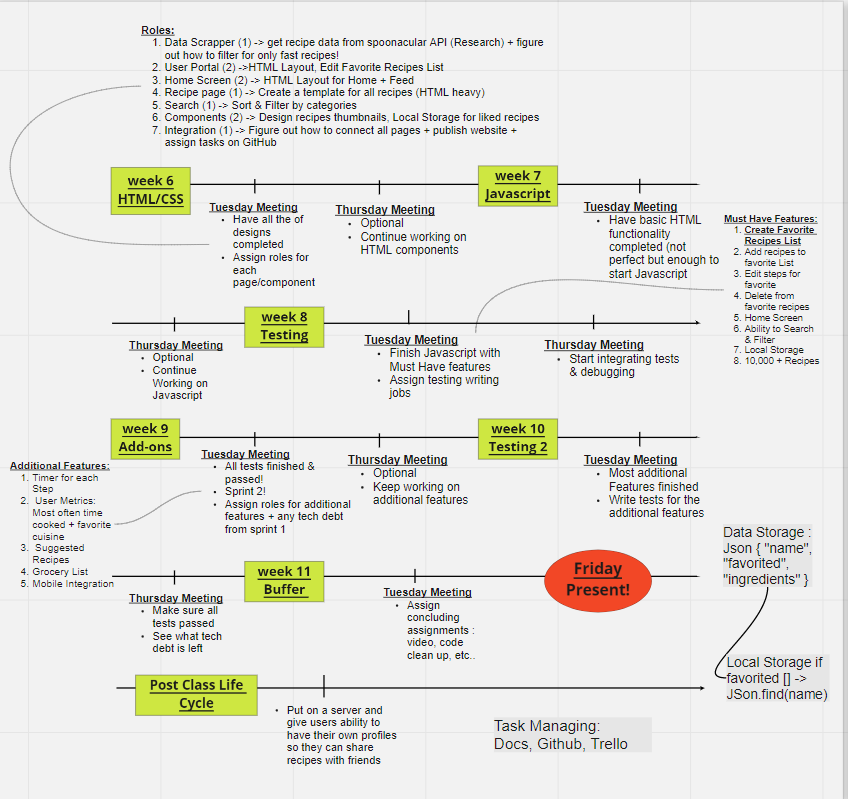 Roles:
1. Data Scrapper (1) -> get recipe data from spoonacular API (Research) + figure
out how to filter for only fast recipes!
2. User Portal (2) ->HTML Layout, Edit Favorite Recipes List
3. Home Screen (2) -> HTML Layout for Home + Feed
4. Recipe page (1) -> Create a template for all recipes (HTML heavy)
5. Search (1) -> Sort & Filter by categories
6. Components (2) -> Design recipes thumbnails, Local Storage for liked recipes
7. Integration (1) -> Figure out how to connect all pages + publish website +
assign tasks on GitHub
week 6
HTML/CSS
Tuesday Meeting
• Have all the of
designs
completed
• Assign roles for
each
page/component
Thursday Meeting
• Optional
• Continue working on
HTML components
week 7
Javascript
Tuesday Meeting
• Have basic HTML
functionality
completed (not
perfect but enough to
start Javascript
Must Have Features:
1. Create Favorite
Recipes List
2. Add recipes to
favorite List
3. Edit steps for
favorite
4. Delete from
favorite recipes
5. Home Screen
6. Ability to Search
& Filter
7. Local Storage
8. 10,000 + Recipes
Thursday Meeting
• Optional
• Continue
Working on
Javascript
week 8
Testing
Tuesday Meeting
• Finish Javascript with
Must Have features
• Assign testing writing
jobs
Thursday Meeting
• Start integrating tests
& debugging
week 9
Add-ons
Tuesday Meeting
• All tests finished &
passed!
• Sprint 2!
• Assign roles for additional
features + any tech debt
from sprint 1
Thursday Meeting
• Optional
• Keep working on
additional features
week 10
Testing 2
Tuesday Meeting
• Most additional
Features finished
• Write tests for the
additional features
Additional Features:
1. Timer for each
Step
2. User Metrics:
Most often time
cooked + favorite
cuisine
3. Suggested
Recipes
4. Grocery List
5. Mobile Integration
Thursday Meeting
• Make sure all
tests passed
• See what tech
debt is left
week 11
Buffer
Tuesday Meeting
• Assign
concluding
assignments :
video, code
clean up, etc..
Friday
Present!
Data Storage :
Json { "name",
"favorited",
"ingredients" }
Local Storage if
favorited [] ->
JSon.find(name)
Post Class Life
Cycle
• Put on a server and
give users ability to
have their own profiles
so they can share
recipes with friends
Task Managing:
Docs, Github, Trello